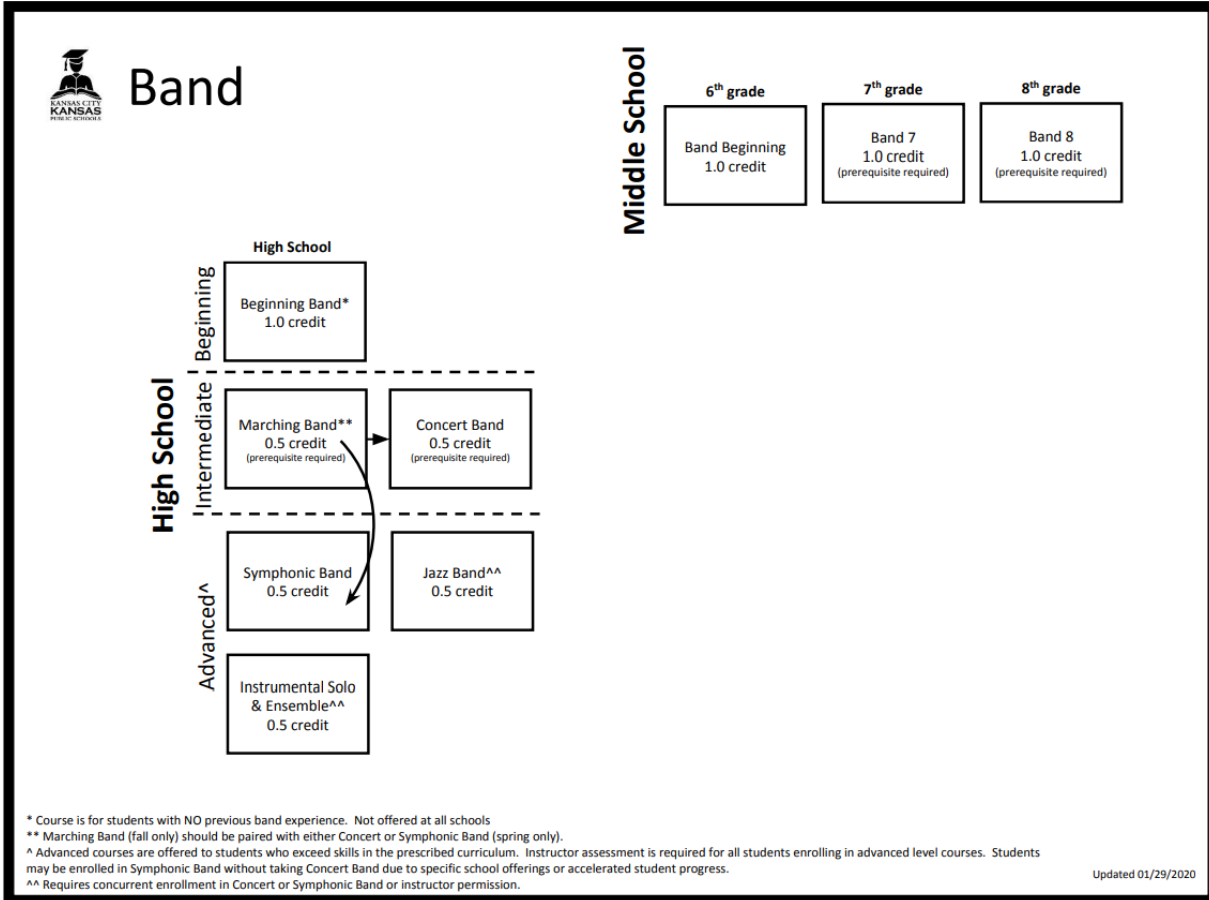 KANSAS CITY
KANSAS
PUBLIC SCHOOLS
Band
Middle School
6th grade
7th grade
8th grade
Band Beginning
1.0 credit
Band 7
1.0 credit
(prerequisite required)
Band 8
1.0 credit
(prerequisite required)
High School
High School
Beginning
Beginning Band*
1.0 credit
Intermediate
Marching Band**
0.5 credit
(prerequisite required)
Concert Band
0.5 credit
(prerequisite required)
Advanced^
Symphonic Band
0.5 credit
Jazz Band^^
0.5 credit
Instrumental Solo
& Ensemble^^
0.5 credit
* Course is for students with NO previous band experience.  Not offered at all schools
** Marching Band (fall only) should be paired with either Concert or Symphonic Band (spring only).
^ Advanced courses are offered to students who exceed skills in the prescribed curriculum.  Instructor assessment is required for all students enrolling in advanced level courses.  Students
may be enrolled in Symphonic Band without taking Concert Band due to specific school offerings or accelerated student progress.
^^ Requires concurrent enrollment in Concert or Symphonic Band or instructor permission.
Updated 01/29/2020